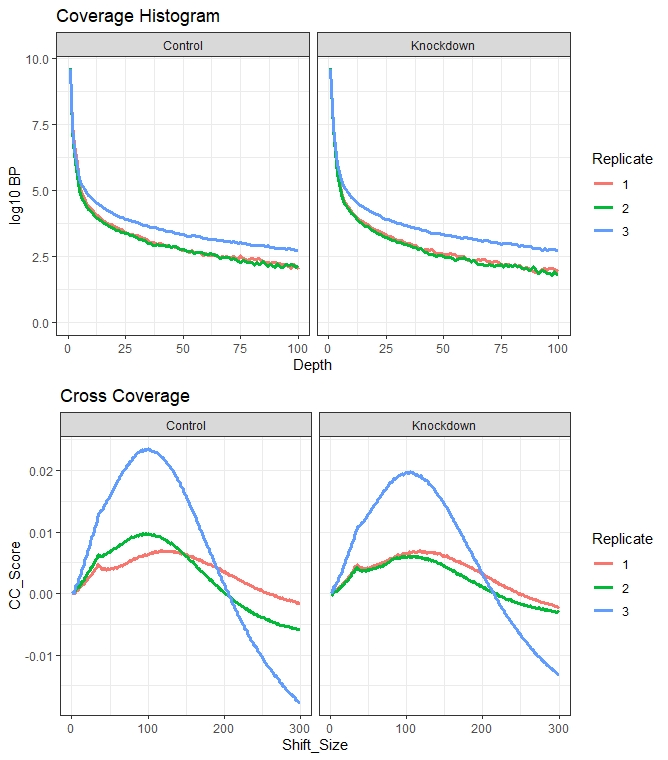 Coverage Histogram
Control Knockdown
10.0
7.5
5.0
2.5
0.0
log10 BP
0 25 50 75 100 0 25 50 75 100
Depth
Replicate
1
2
3
Cross Coverage
Control Knockdown
0.02
0.01
0.00
-0.01
CC_Score
0 100 200 300 0 100 200 300
Shift_Size
Replicate
1
2
3